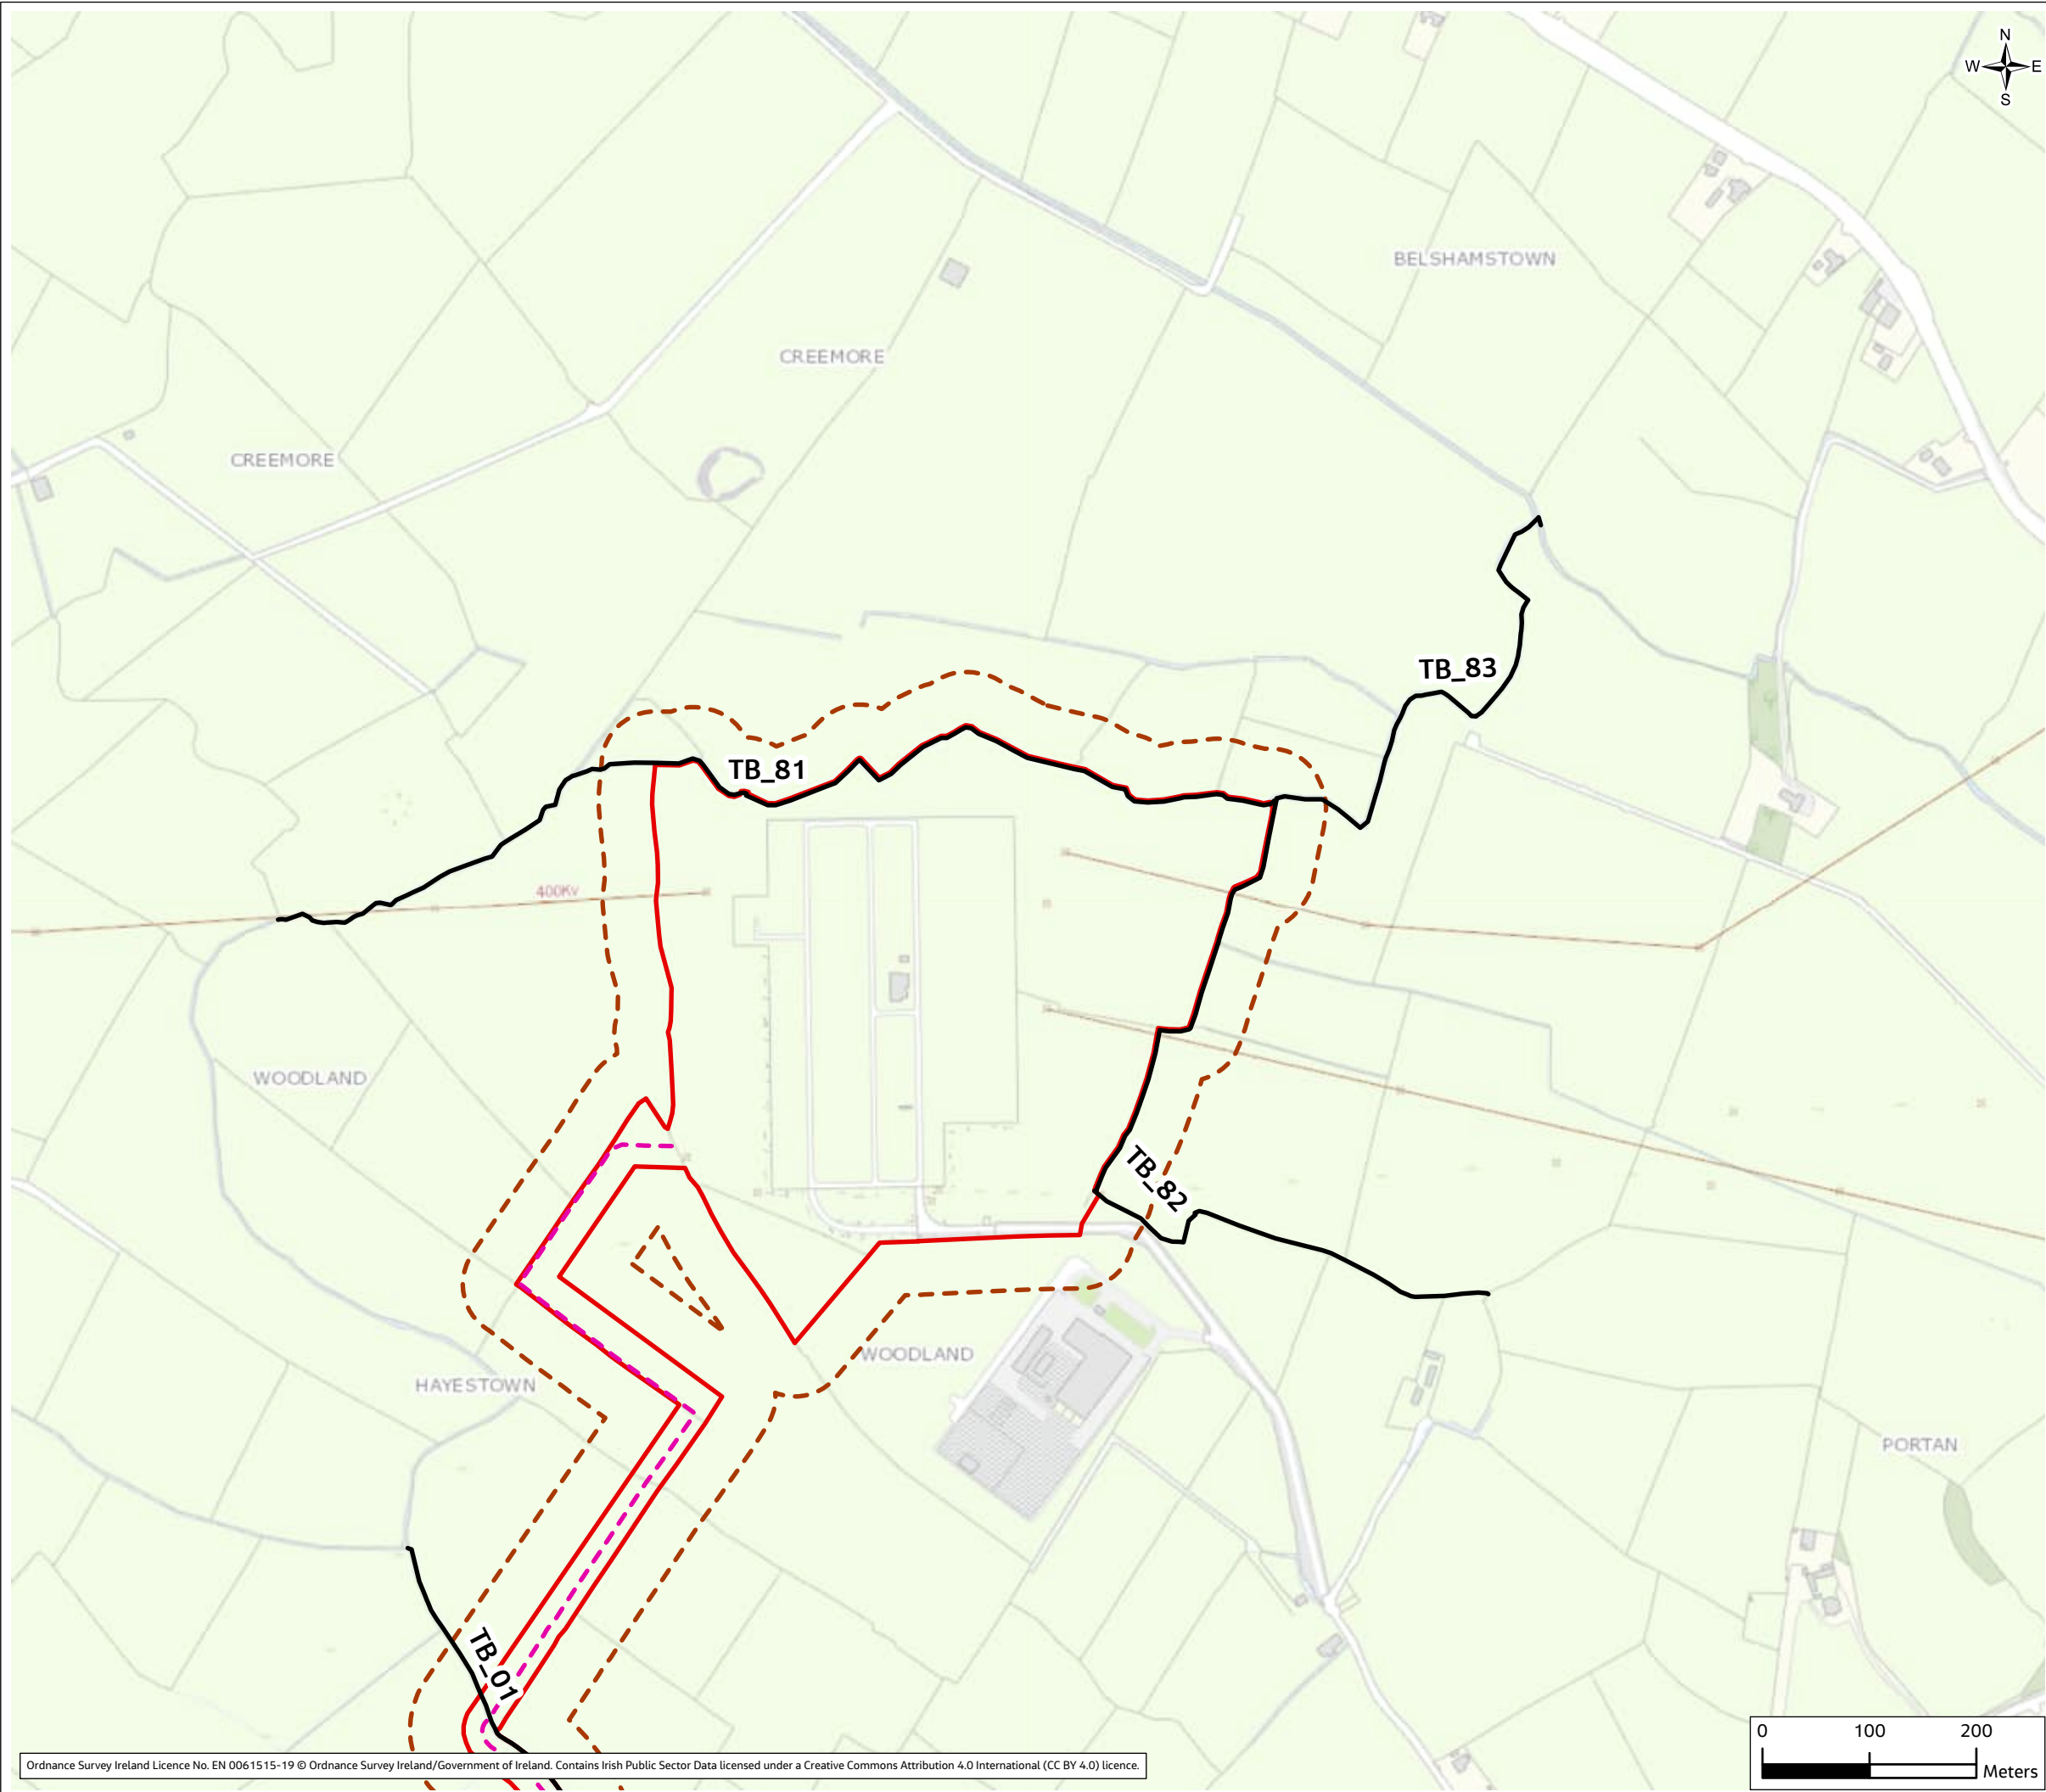 N
W E
S
BELSHAMSTOWN
CREEMORE
CREEMORE
TB_83
TB_81
400KV
WOODLAND
TB_82
WOODLAND
HAYESTOWN
PORTAN
TB_01
0 100 200
Meters
Ordnance Survey Ireland Licence No. EN 0061515-19 © Ordnance Survey Ireland/Government of Ireland. Contains Irish Public Sector Data licensed under a Creative Commons Attribution 4.0 International (CC BY 4.0) licence.